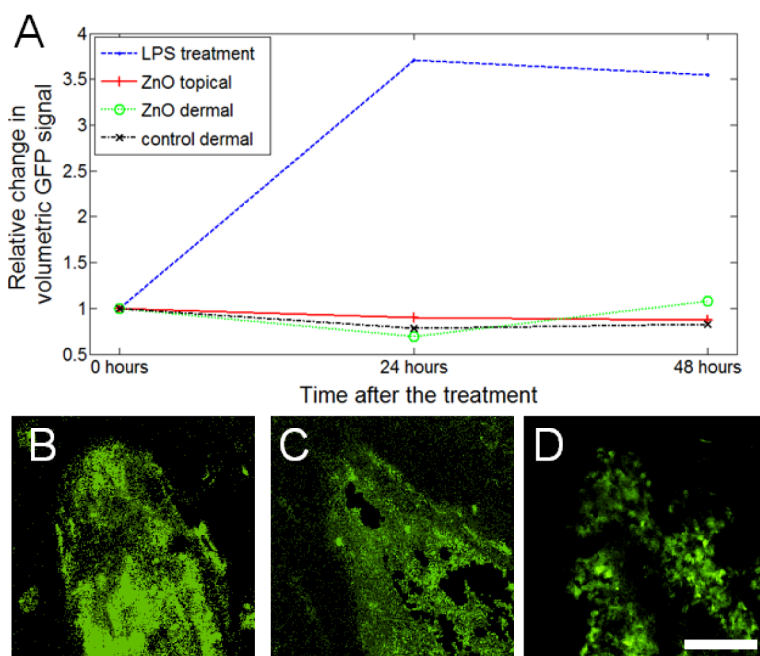 A
LPS treatment
ZnO topical
ZnO dermal
control dermal
Relative change in
volumetric GFP signal
4
3.5
3
2.5
2
1.5
1
0.5
0 hours
24 hours
48 hours
Time after the treatment
B
C
D